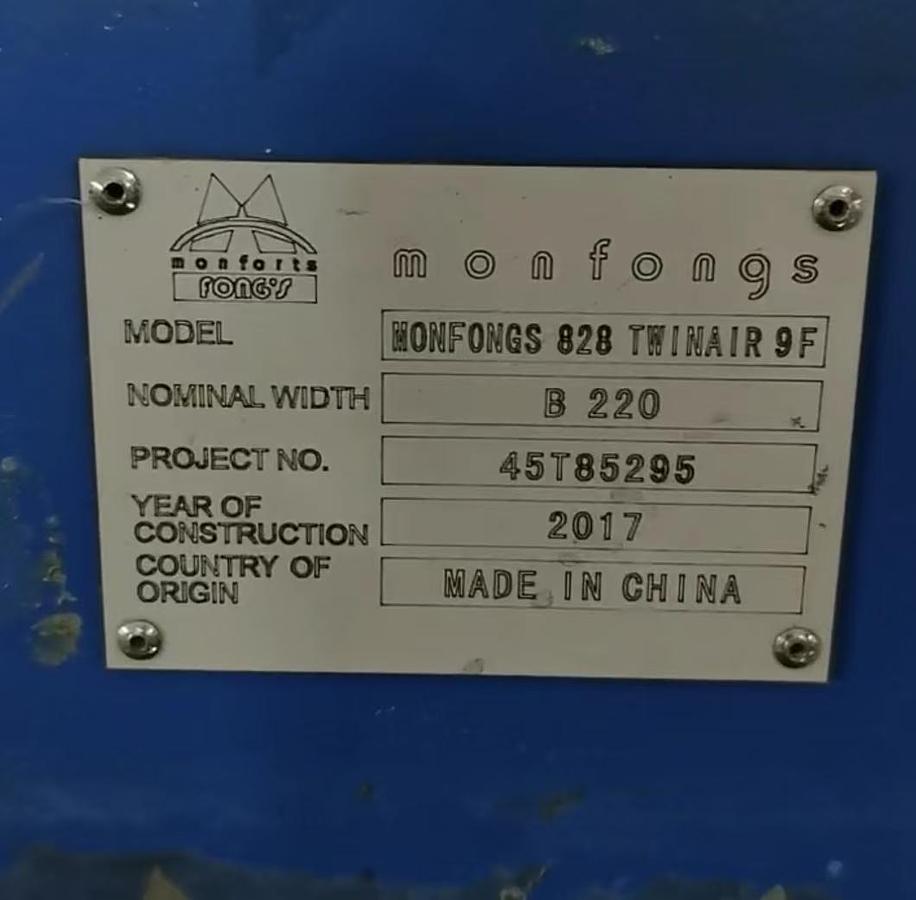 monforts
FONG'S
monfongs
MODEL MONFONGS 828 TWINAIR 9F
NOMINAL WIDTH B 220
PROJECT NO. 45T85295
YEAR OF
CONSTRUCTION 2017
COUNTRY OF
ORIGIN MADE IN CHINA